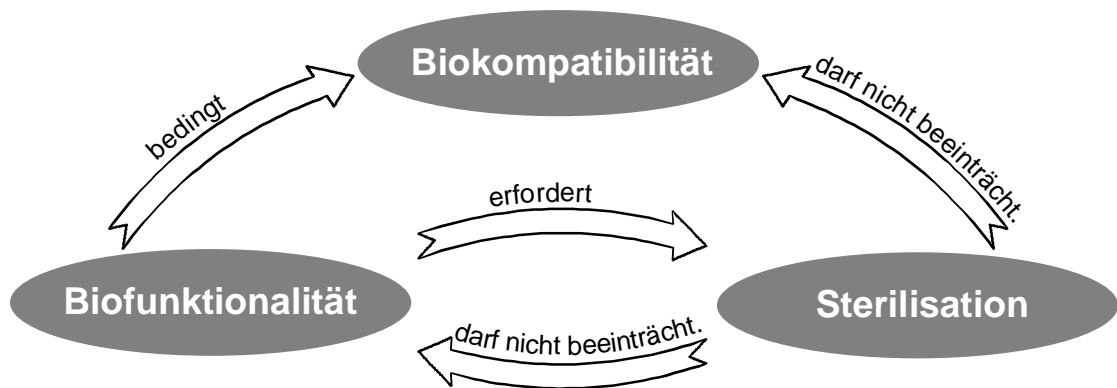 Biokompatibilität
bedingt
darf nicht beeinträcht.
erfordert
Biofunktionalität
Sterilisation
darf nicht beeinträcht.